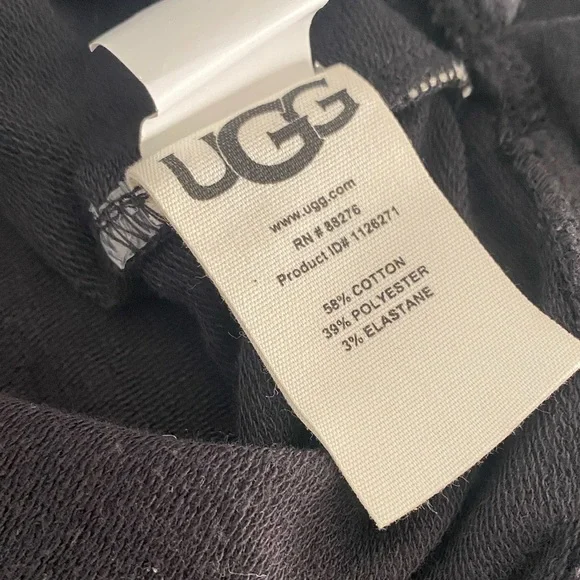 UGG
www.ugg.com
RN # 88276
Product ID# 1126271
58% COTTON
39% POLYESTER
3% ELASTANE